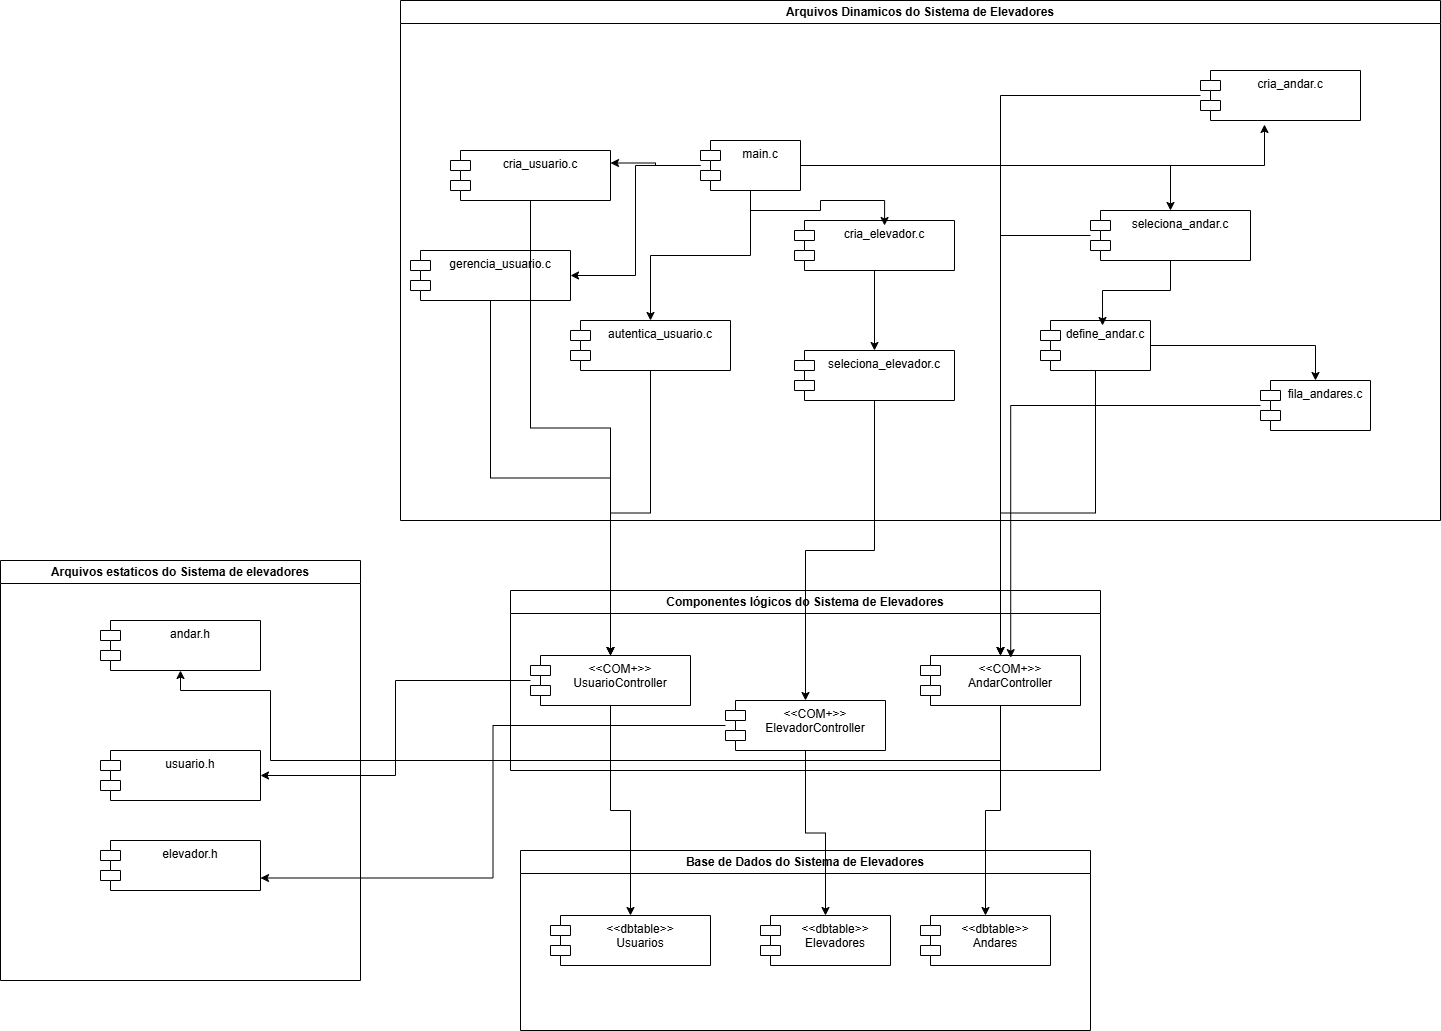 Arquivos Dinamicos do Sistema de Elevadores
cria_andar.c
main.c
cria_usuario.c
seleciona_andar.c
cria_elevador.c
gerencia_usuario.c
autentica_usuario.c
define_andar.c
seleciona_elevador.c
fila_andares.c
Arquivos estaticos do Sistema de elevadores
andar.h
usuario.h
elevador.h
Componentes lógicos do Sistema de Elevadores
<<COM+>>
UsuarioController
<<COM+>>
ElevadorController
<<COM+>>
AndarController
Base de Dados do Sistema de Elevadores
<<dbtable>>
Usuarios
<<dbtable>>
Elevadores
<<dbtable>>
Andares